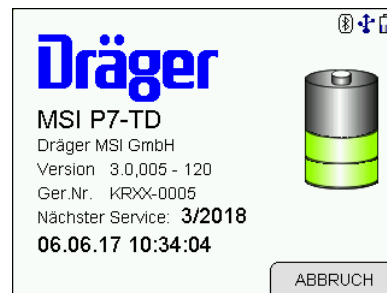 Dräger
MSI P7-TD
Dräger MSI GmbH
Version 3.0,005 - 120
Ger.Nr. KRXX-0005
Nächster Service: 3/2018
06.06.17 10:34:04
ABBRUCH